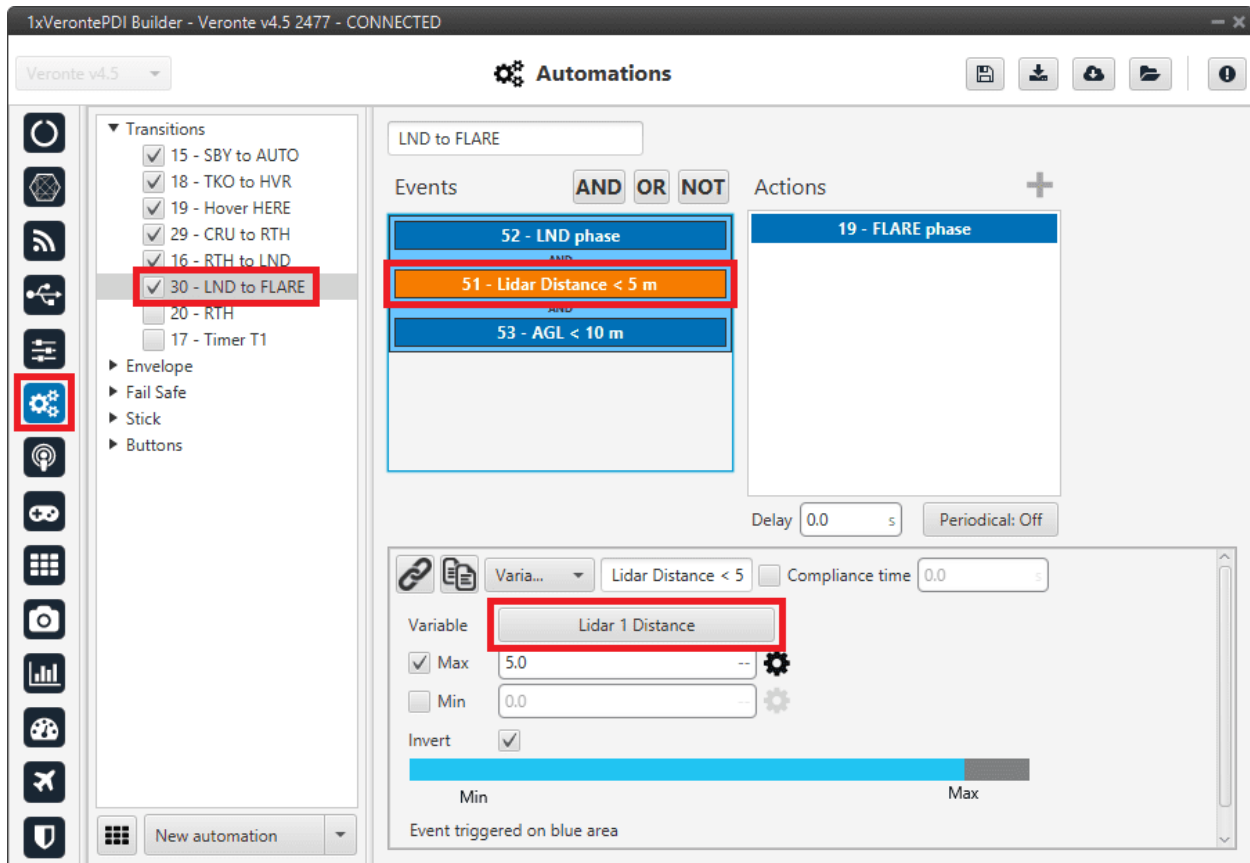 1xVerontePDI Builder - Veronte v4.5 2477 - CONNECTED
Veronte v4.5
Automations
Transitions
15 - SBY to AUTO
18 - TKO to HVR
19 - Hover HERE
29 - CRU to RTH
16 - RTH to LND
30 - LND to FLARE
20 - RTH
17 - Timer T1
Envelope
Fail Safe
Stick
Buttons
New automation
LND to FLARE
Events AND OR NOT
52 - LND phase
AND
51 - Lidar Distance < 5 m
AND
53 - AGL < 10 m
Actions
19 - FLARE phase
Delay 0.0 s Periodical: Off
Varia... Lidar Distance < 5 Compliance time 0.0 s
Variable Lidar 1 Distance
Max 5.0 --
Min 0.0 --
Invert
Min Max
Event triggered on blue area